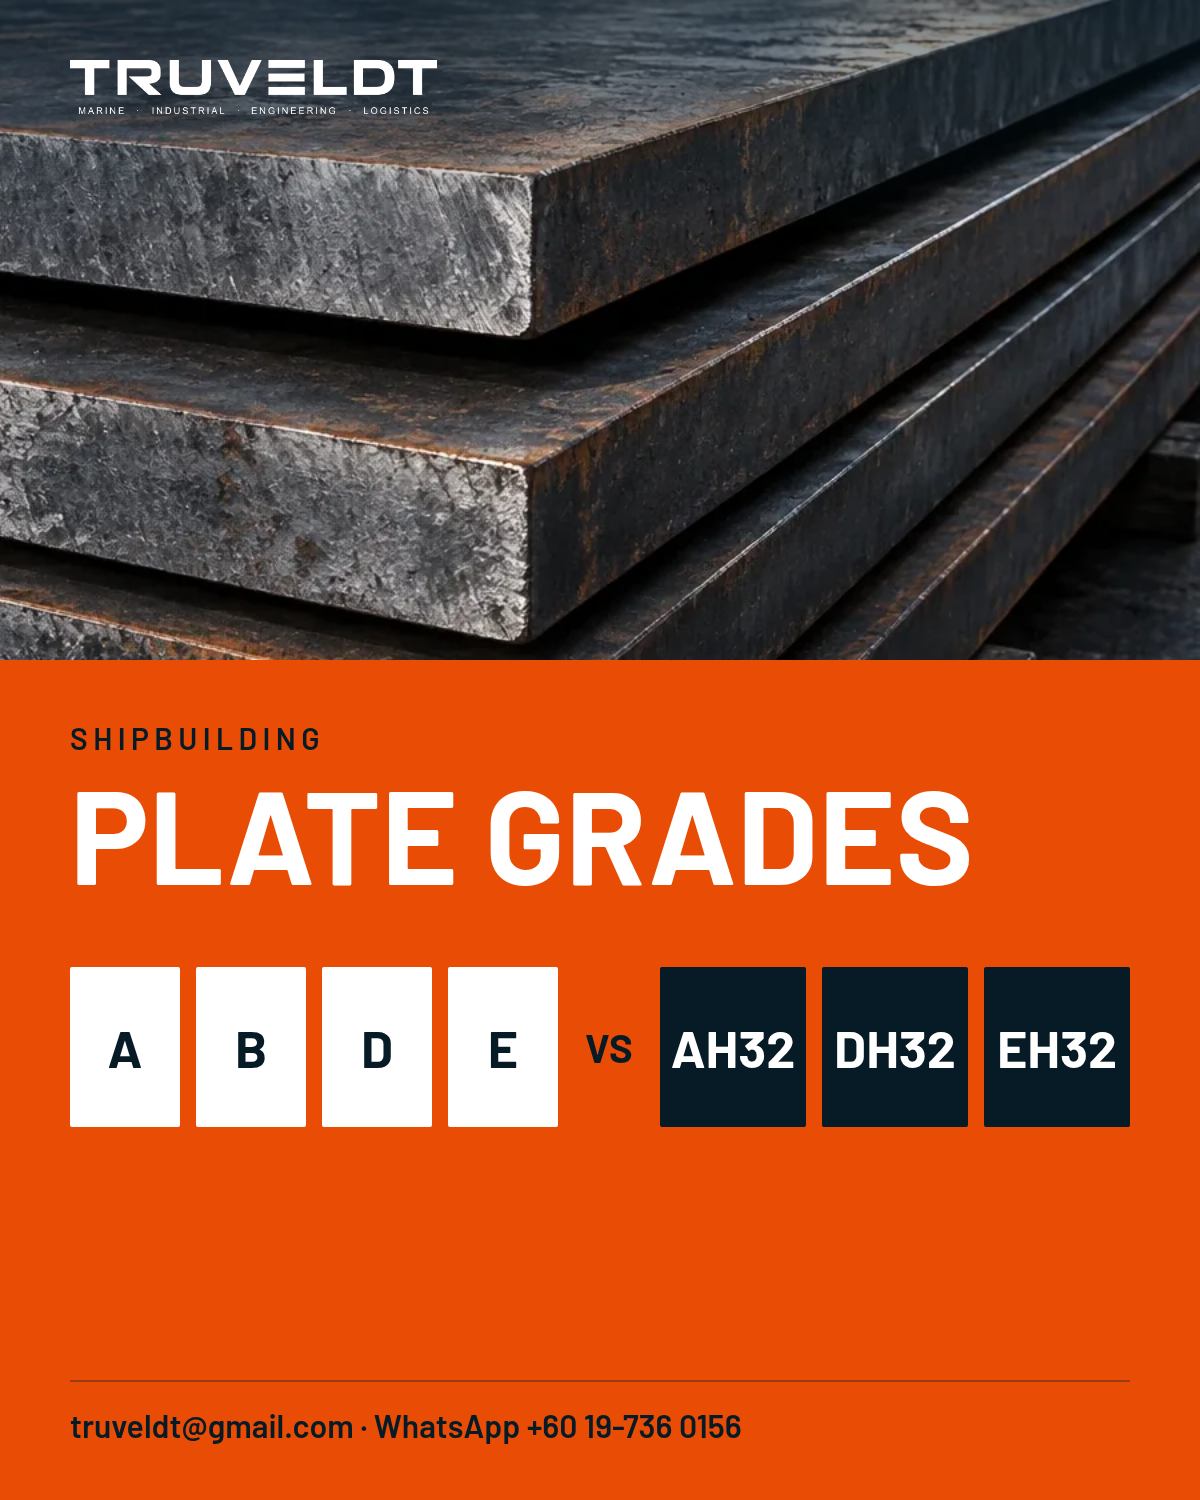 TRUVELDT
MARINE · INDUSTRIAL · ENGINEERING · LOGISTICS
SHIPBUILDING
PLATE GRADES
A B D E VS AH32 DH32 EH32
truveldt@gmail.com · WhatsApp +60 19-736 0156